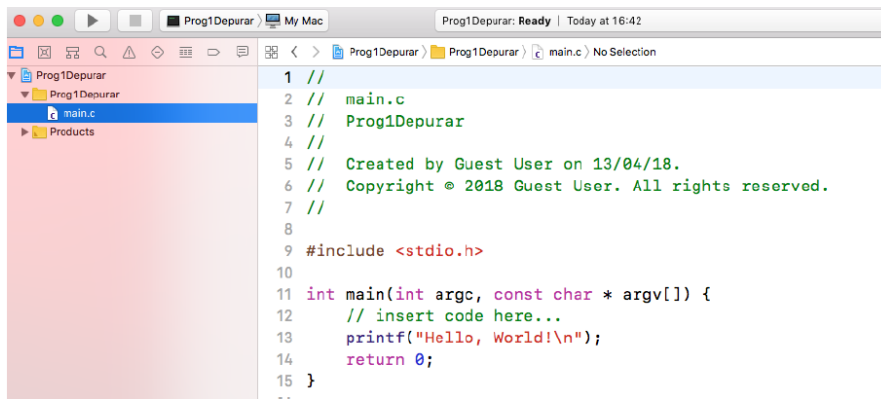 Prog1Depurar 〉 My Mac
Prog1Depurar: Ready | Today at 16:42
Prog1Depurar 〉 Prog1Depurar 〉 main.c 〉 No Selection
Prog1Depurar
Prog1Depurar
main.c
Products
1 //
2 //  main.c
3 //  Prog1Depurar
4 //
5 //  Created by Guest User on 13/04/18.
6 //  Copyright © 2018 Guest User. All rights reserved.
7 //
8
9 #include <stdio.h>
10
11 int main(int argc, const char * argv[]) {
12     // insert code here...
13     printf("Hello, World!\n");
14     return 0;
15 }